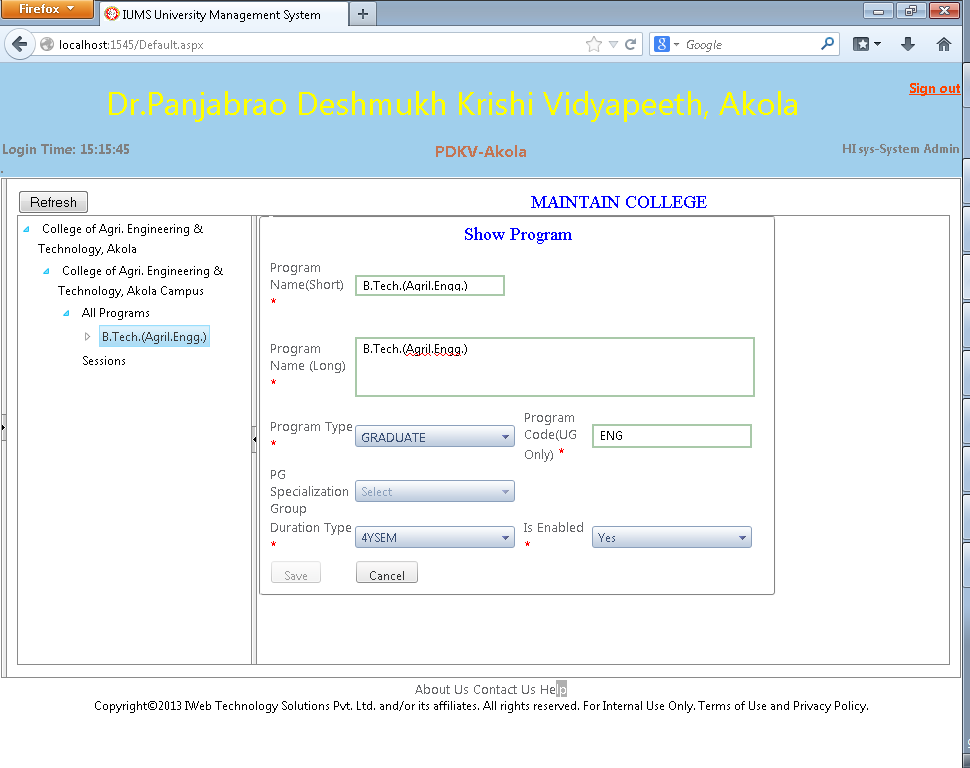 Firefox
IUMS University Management System
localhost:1545/Default.aspx
Google
Dr.Panjabrao Deshmukh Krishi Vidyapeeth, Akola
Sign out
Login Time: 15:15:45
PDKV-Akola
HIsys-System Admin
Refresh
MAINTAIN COLLEGE
College of Agri. Engineering &
Technology, Akola
College of Agri. Engineering &
Technology, Akola Campus
All Programs
B.Tech.(Agril.Engg.)
Sessions
Show Program
Program
Name(Short)
*
B.Tech.(Agril.Engg.)
Program
Name (Long)
*
B.Tech.(Agril.Engg.)
Program Type
*
GRADUATE
Program
Code(UG
Only) *
ENG
PG
Specialization
Group
Select
Duration Type
*
4YSEM
Is Enabled
*
Yes
Save
Cancel
About Us Contact Us Help
Copyright©2013 IWeb Technology Solutions Pvt. Ltd. and/or its affiliates. All rights reserved. For Internal Use Only. Terms of Use and Privacy Policy.